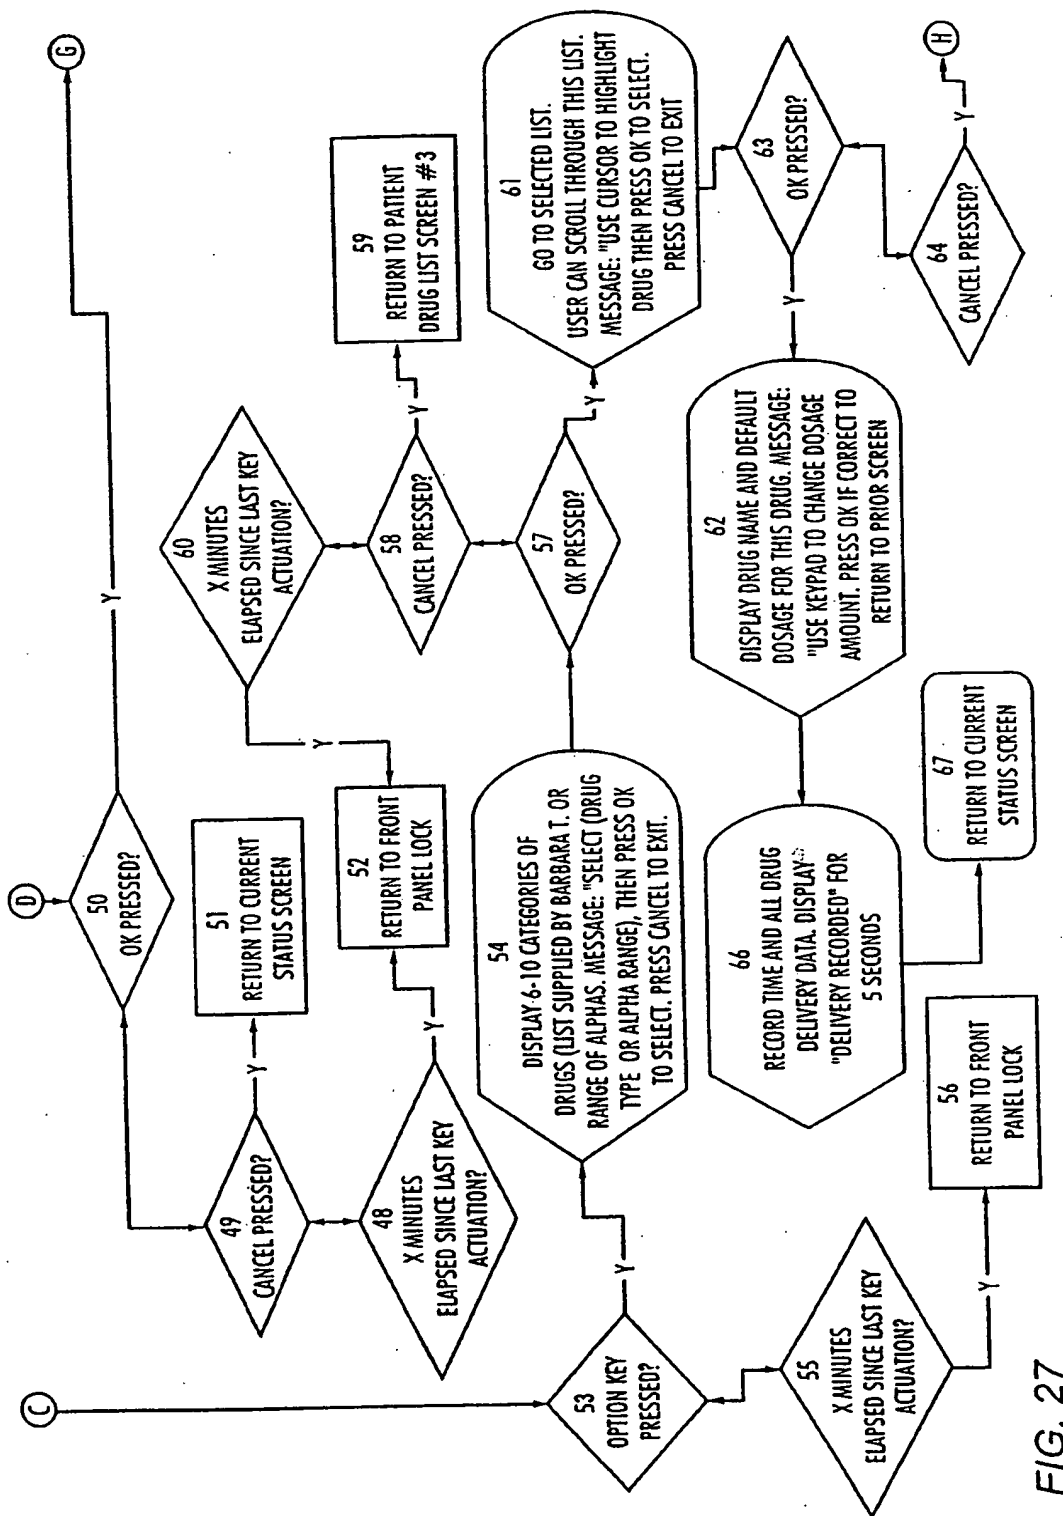 G
D
50
OK PRESSED?
Y
49
CANCEL PRESSED?
Y
51
RETURN TO CURRENT
STATUS SCREEN
48
X MINUTES
ELAPSED SINCE LAST KEY
ACTUATION?
Y
52
RETURN TO FRONT
PANEL LOCK
Y
60
X MINUTES
ELAPSED SINCE LAST KEY
ACTUATION?
58
CANCEL PRESSED?
Y
59
RETURN TO PATIENT
DRUG LIST SCREEN #3
57
OK PRESSED?
Y
C
53
OPTION KEY
PRESSED?
Y
54
DISPLAY 6-10 CATEGORIES OF
DRUGS (LIST SUPPLIED BY BARBARA T. OR
RANGE OF ALPHAS. MESSAGE: "SELECT (DRUG
TYPE OR ALPHA RANGE), THEN PRESS OK
TO SELECT. PRESS CANCEL TO EXIT.
55
X MINUTES
ELAPSED SINCE LAST KEY
ACTUATION?
Y
56
RETURN TO FRONT
PANEL LOCK
61
GO TO SELECTED LIST.
USER CAN SCROLL THROUGH THIS LIST.
MESSAGE: "USE CURSOR TO HIGHLIGHT
DRUG THEN PRESS OK TO SELECT.
PRESS CANCEL TO EXIT
63
OK PRESSED?
Y
64
CANCEL PRESSED?
Y
H
62
DISPLAY DRUG NAME AND DEFAULT
DOSAGE FOR THIS DRUG. MESSAGE:
"USE KEYPAD TO CHANGE DOSAGE
AMOUNT. PRESS OK IF CORRECT TO
RETURN TO PRIOR SCREEN
66
RECORD TIME AND ALL DRUG
DELIVERY DATA. DISPLAY
"DELIVERY RECORDED" FOR
5 SECONDS
67
RETURN TO CURRENT
STATUS SCREEN
FIG. 27